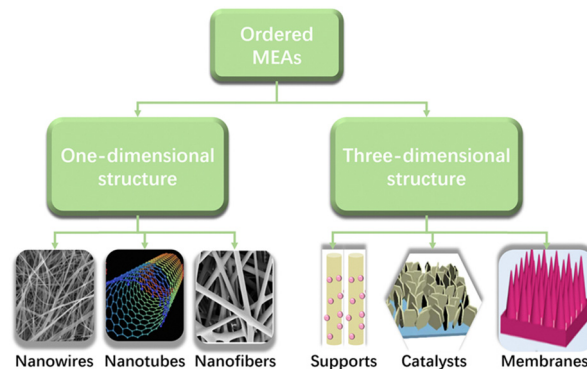 Ordered
MEAs
One-dimensional
structure
Three-dimensional
structure
Nanowires
Nanotubes
Nanofibers
Supports
Catalysts
Membranes